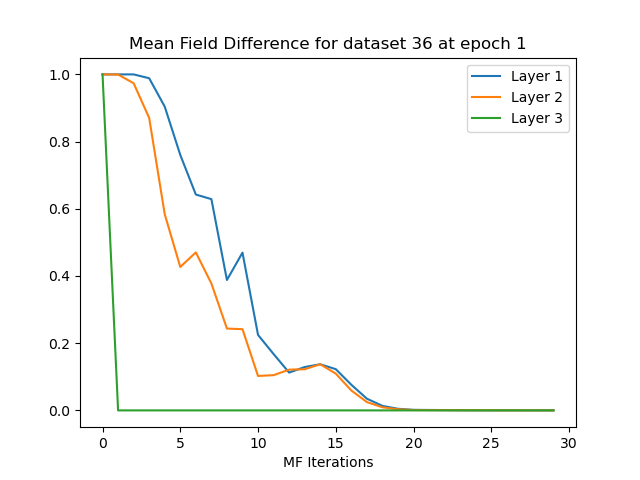 Mean Field Difference for dataset 36 at epoch 1
Layer 1
Layer 2
Layer 3
1.0
0.8
0.6
0.4
0.2
0.0
0 5 10 15 20 25 30
MF Iterations